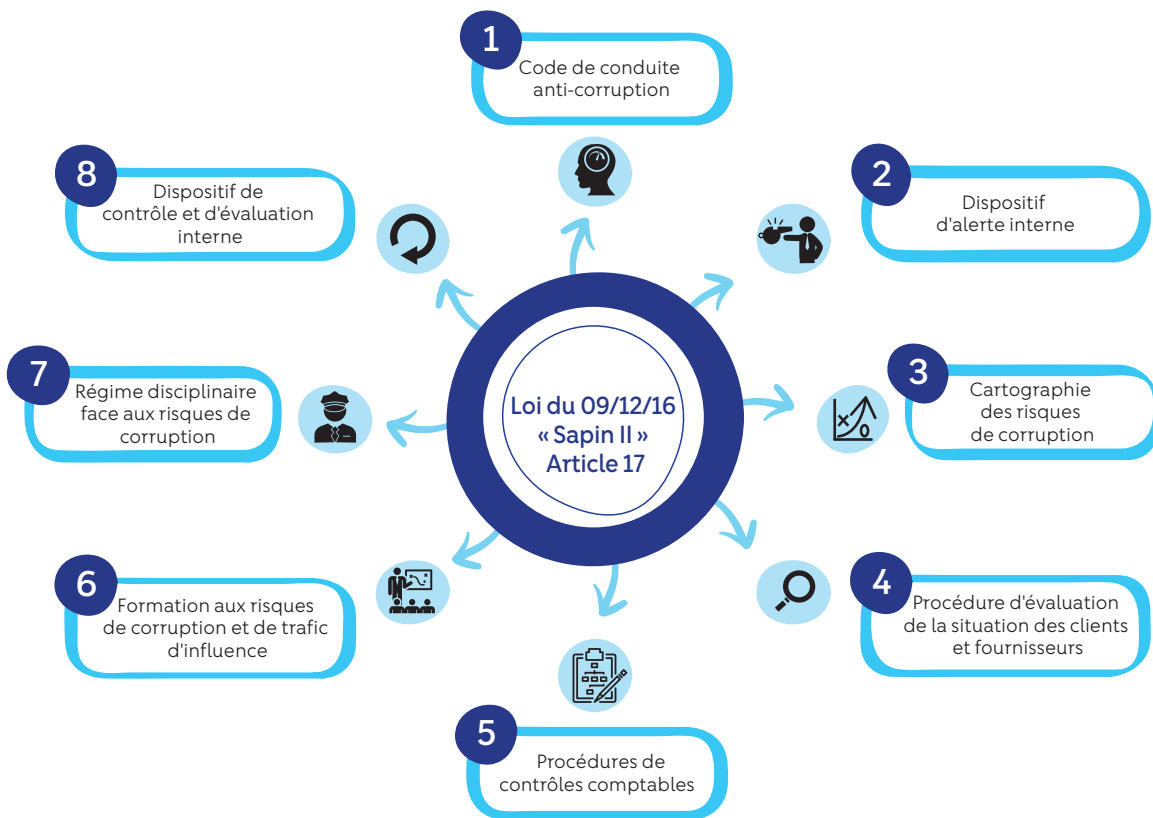 1
Code de conduite
anti-corruption
2
Dispositif
d'alerte interne
3
Cartographie
des risques
de corruption
4
Procédure d'évaluation
de la situation des clients
et fournisseurs
5
Procédures de
contrôles comptables
6
Formation aux risques
de corruption et de trafic
d'influence
7
Régime disciplinaire
face aux risques de
corruption
8
Dispositif de
contrôle et d'évaluation
interne
Loi du 09/12/16
« Sapin II »
Article 17